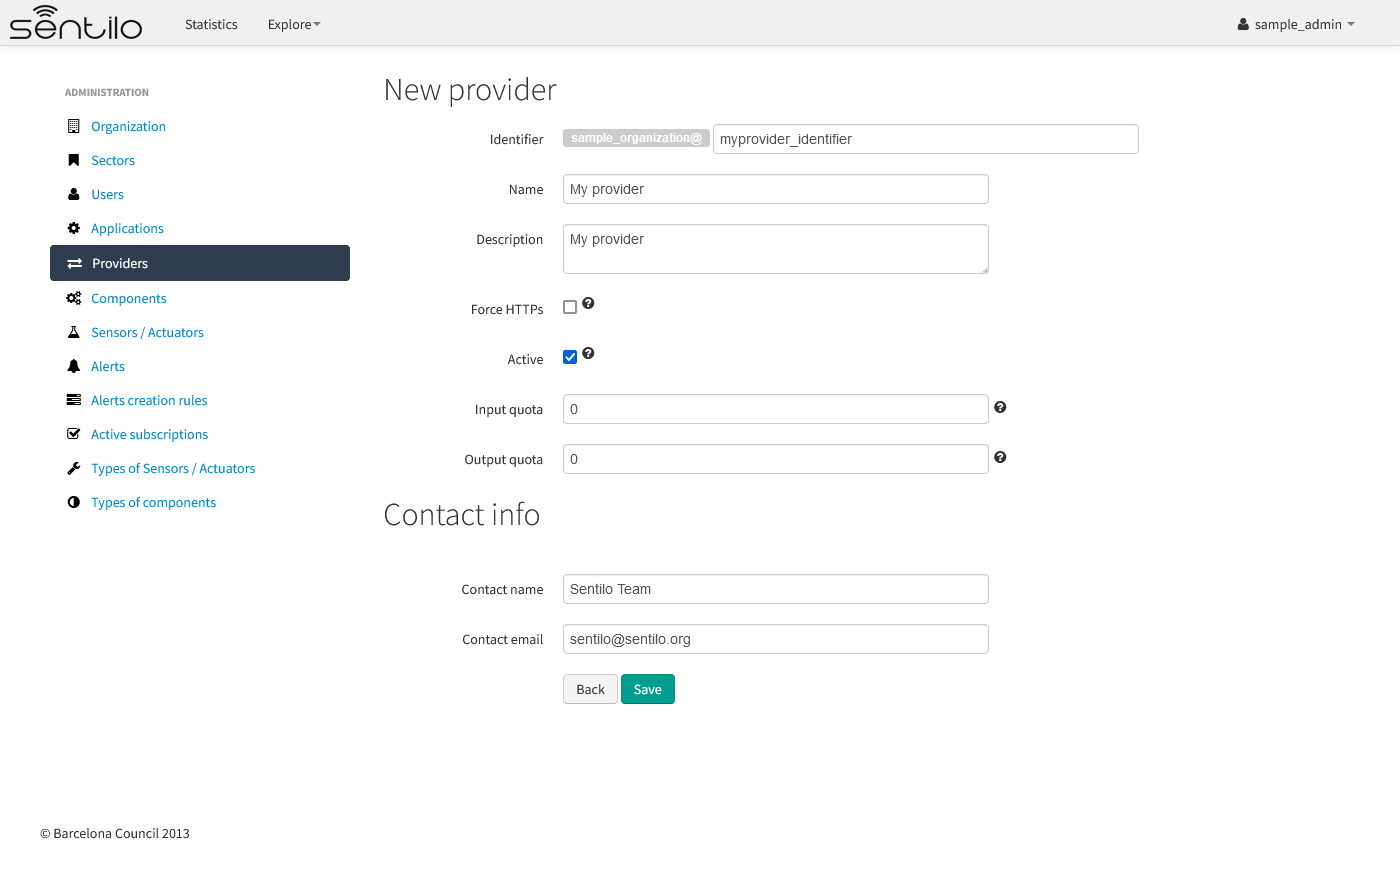 sentilo
Statistics
Explore
sample_admin
ADMINISTRATION
Organization
Sectors
Users
Applications
Providers
Components
Sensors / Actuators
Alerts
Alerts creation rules
Active subscriptions
Types of Sensors / Actuators
Types of components
New provider
Identifier sample_organization@ myprovider_identifier
Name My provider
Description My provider
Force HTTPs ?
Active ?
Input quota 0 ?
Output quota 0 ?
Contact info
Contact name Sentilo Team
Contact email sentilo@sentilo.org
Back Save
© Barcelona Council 2013